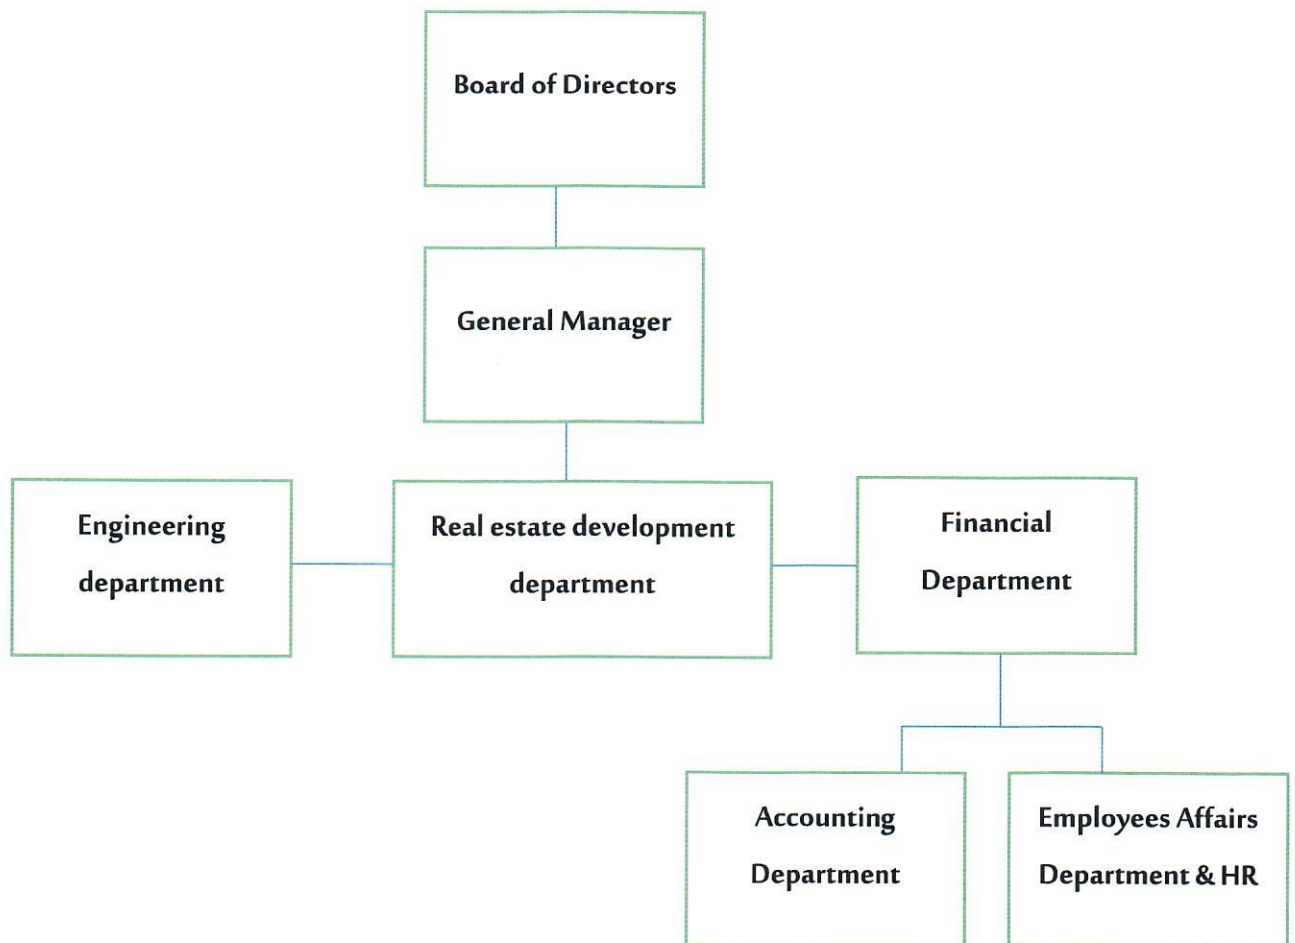 Board of Directors
General Manager
Engineering
department
Real estate development
department
Financial
Department
Accounting
Department
Employees Affairs
Department & HR